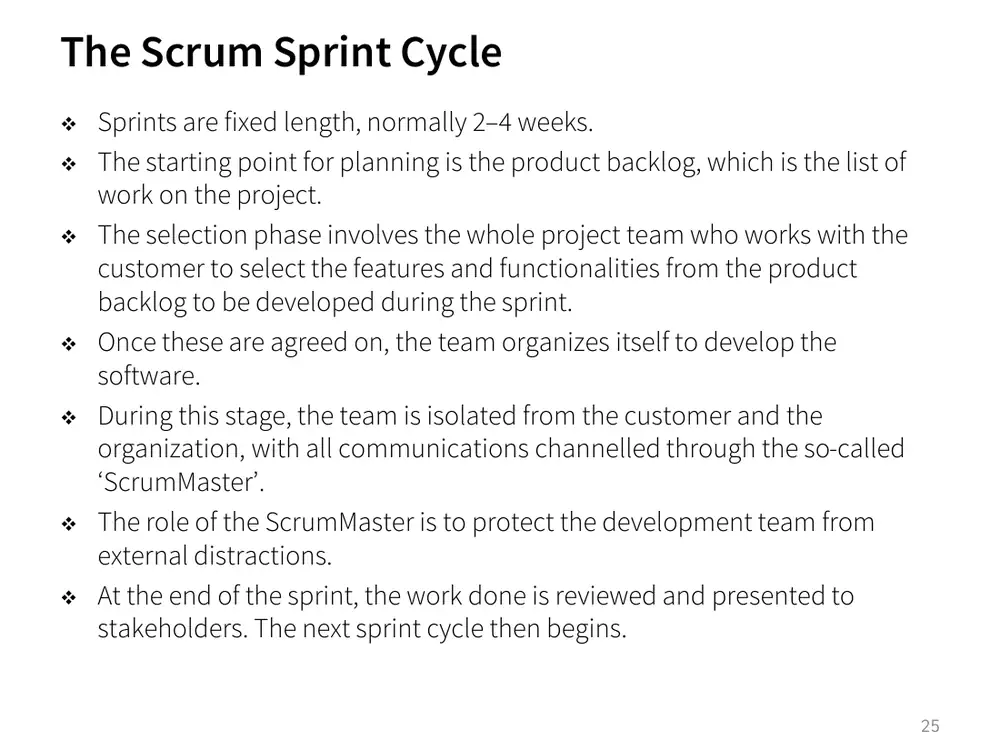 The Scrum Sprint Cycle
❖ Sprints are fixed length, normally 2–4 weeks.
❖ The starting point for planning is the product backlog, which is the list of
work on the project.
❖ The selection phase involves the whole project team who works with the
customer to select the features and functionalities from the product
backlog to be developed during the sprint.
❖ Once these are agreed on, the team organizes itself to develop the
software.
❖ During this stage, the team is isolated from the customer and the
organization, with all communications channelled through the so-called
‘ScrumMaster’.
❖ The role of the ScrumMaster is to protect the development team from
external distractions.
❖ At the end of the sprint, the work done is reviewed and presented to
stakeholders. The next sprint cycle then begins.
25